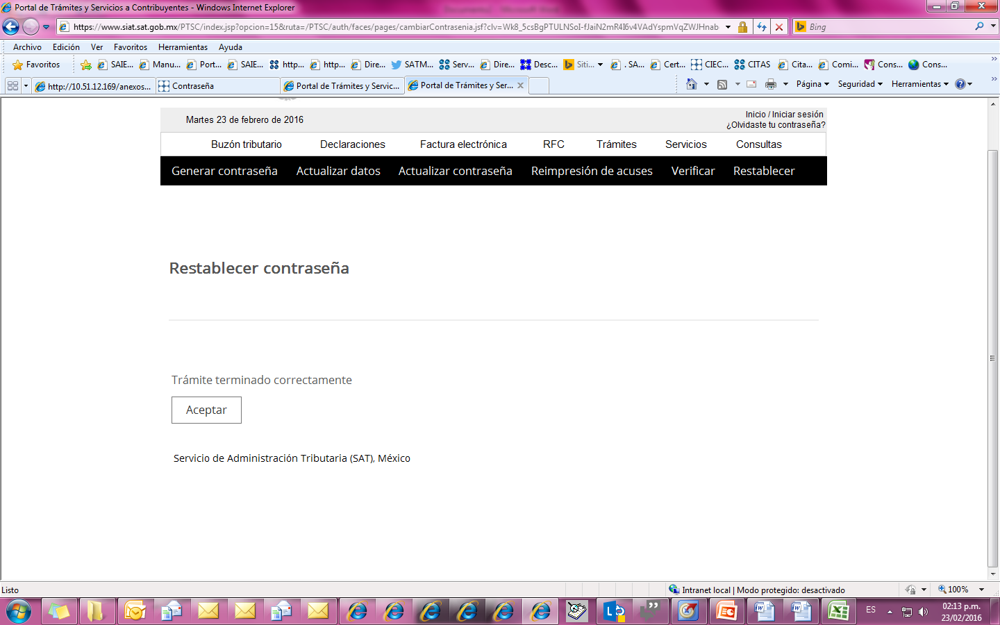 Portal de Trámites y Servicios a Contribuyentes - Windows Internet Explorer
https://www.siat.sat.gob.mx/PTSC/index.jsp?opcion=15&ruta=/PTSC/auth/faces/pages/cambiarContrasenia.jsf?clv=Wk8_5csBgPTULNSoI-fJaiN2mR4I6v4VAdYspmVqZWJHnab
Bing
Archivo Edición Ver Favoritos Herramientas Ayuda
Favoritos SAIE... Manu... Port... SAIE... http... http... Dire... SATM... Serv... Dire... Desc... Siti... . SA... Cert... CIEC... CITAS Cita... Comi... Cons... Cons...
http://10.51.12.169/anexos... Contraseña Portal de Trámites y Servic... Portal de Trámites y Ser... Página Seguridad Herramientas
Martes 23 de febrero de 2016
Inicio / Iniciar sesión
¿Olvidaste tu contraseña?
Buzón tributario Declaraciones Factura electrónica RFC Trámites Servicios Consultas
Generar contraseña Actualizar datos Actualizar contraseña Reimpresión de acuses Verificar Restablecer
Restablecer contraseña
Trámite terminado correctamente
Aceptar
Servicio de Administración Tributaria (SAT), México
Listo
Intranet local | Modo protegido: desactivado
100%
ES
02:13 p.m.
23/02/2016